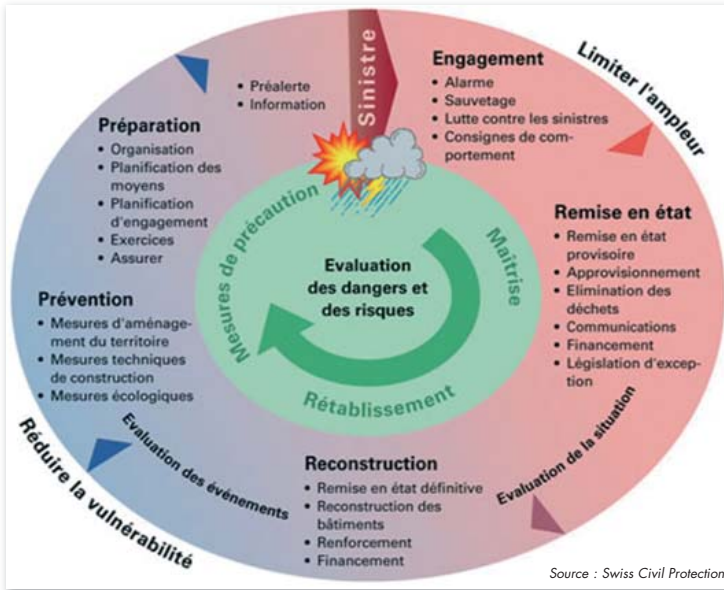 Sinistre
Engagement
• Alarme
• Sauvetage
• Lutte contre les sinistres
• Consignes de com-
portement
Limiter l'ampleur
Remise en état
• Remise en état
provisoire
• Approvisionnement
• Elimination des
déchets
• Communications
• Financement
• Législation d'excep-
tion
Evaluation de la situation
Reconstruction
• Remise en état définitive
• Reconstruction des
bâtiments
• Renforcement
• Financement
Evaluation des événements
Réduire la vulnérabilité
Prévention
• Mesures d'aménage-
ment du territoire
• Mesures techniques
de construction
• Mesures écologiques
Préparation
• Organisation
• Planification des
moyens
• Planification
d'engagement
• Exercices
• Assurer
• Préalerte
• Information
Mesures de précaution
Maîtrise
Rétablissement
Evaluation
des dangers et
des risques
Source : Swiss Civil Protection